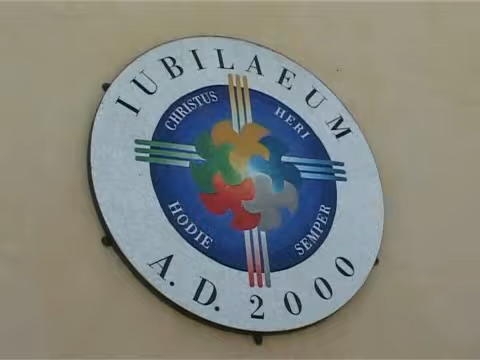 IUBILAEUM
CHRISTUS
HERI
HODIE
SEMPER
A. D. 2000